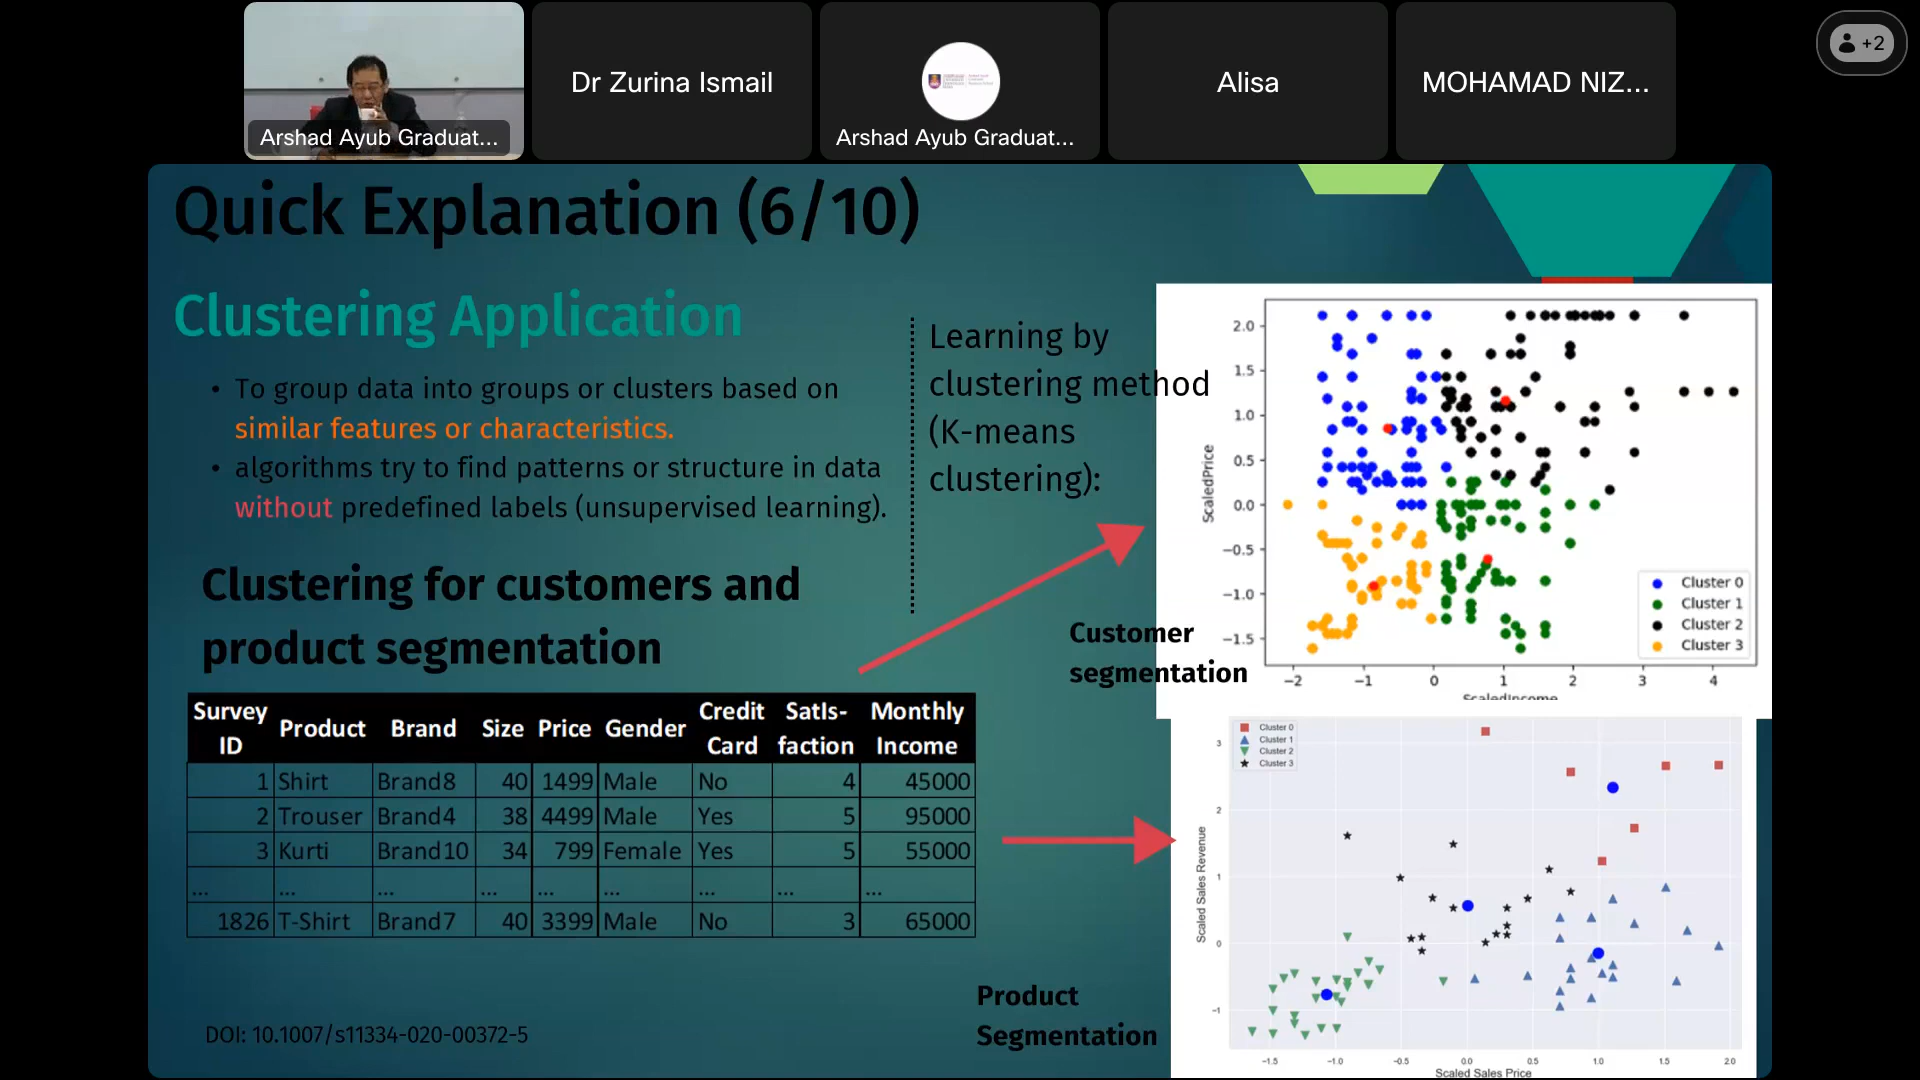 Arshad Ayub Graduat...
Dr Zurina Ismail
Arshad Ayub Graduat...
Alisa
MOHAMAD NIZ...
+2
Quick Explanation (6/10)
Clustering Application
• To group data into groups or clusters based on
similar features or characteristics.
• algorithms try to find patterns or structure in data
without predefined labels (unsupervised learning).
Learning by
clustering method
(K-means
clustering):
Clustering for customers and
product segmentation
Survey ID Product Brand Size Price Gender Credit Card SatIs-faction Monthly Income
1 Shirt Brand8 40 1499 Male No 4 45000
2 Trouser Brand4 38 4499 Male Yes 5 95000
3 Kurti Brand10 34 799 Female Yes 5 55000
... ... ... ... ... ... ... ... ...
1826 T-Shirt Brand7 40 3399 Male No 3 65000
DOI: 10.1007/s11334-020-00372-5
Customer
segmentation
ScaledPrice
2.0
1.5
1.0
0.5
0.0
−0.5
−1.0
−1.5
Cluster 0
Cluster 1
Cluster 2
Cluster 3
−2 −1 0 1 2 3 4
ScaledIncome
Product
Segmentation
Scaled Sales Revenue
Cluster 0
Cluster 1
Cluster 2
Cluster 3
3
2
1
0
−1
−1.5 −1.0 −0.5 0.0 0.5 1.0 1.5 2.0
Scaled Sales Price